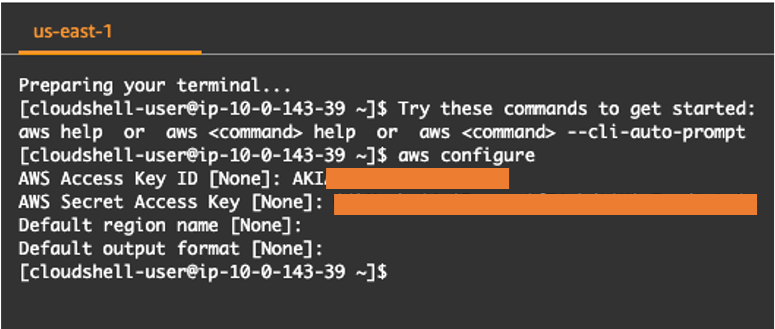 us-east-1
Preparing your terminal...
[cloudshell-user@ip-10-0-143-39 ~]$ Try these commands to get started:
aws help  or  aws <command> help  or  aws <command> --cli-auto-prompt
[cloudshell-user@ip-10-0-143-39 ~]$ aws configure
AWS Access Key ID [None]: AKI
AWS Secret Access Key [None]:
Default region name [None]:
Default output format [None]:
[cloudshell-user@ip-10-0-143-39 ~]$